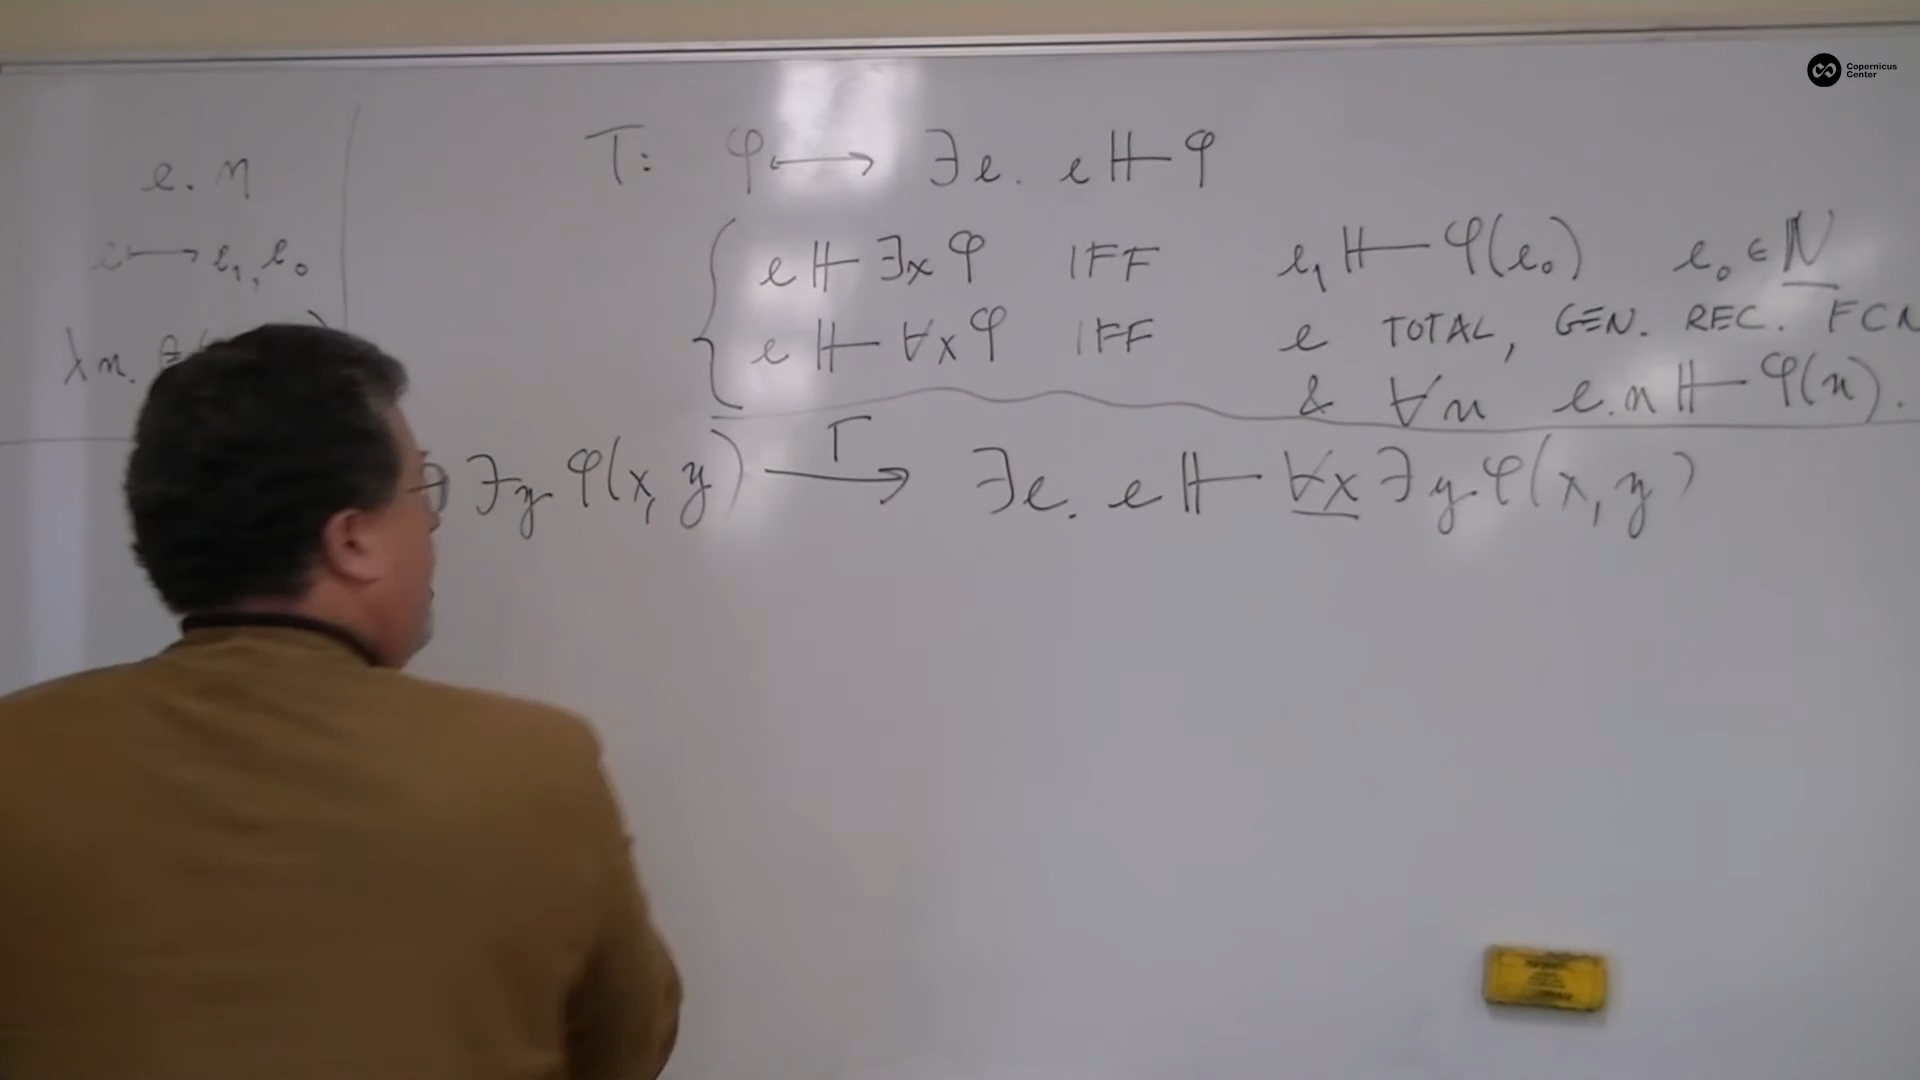 e. n
e ⟼ e₁, e₀
λn.
T: φ ⟷ ∃e. e ⊩ φ
e ⊩ ∃x φ IFF e₁ ⊩ φ(e₀) e₀ ∈ N
e ⊩ ∀x φ IFF e TOTAL, GEN. REC. FCN
& ∀n e.n ⊩ φ(n).
∃y φ(x, y) ⟶ T ∃e. e ⊩ ∀x ∃y φ(x, y)
Copernicus
Center